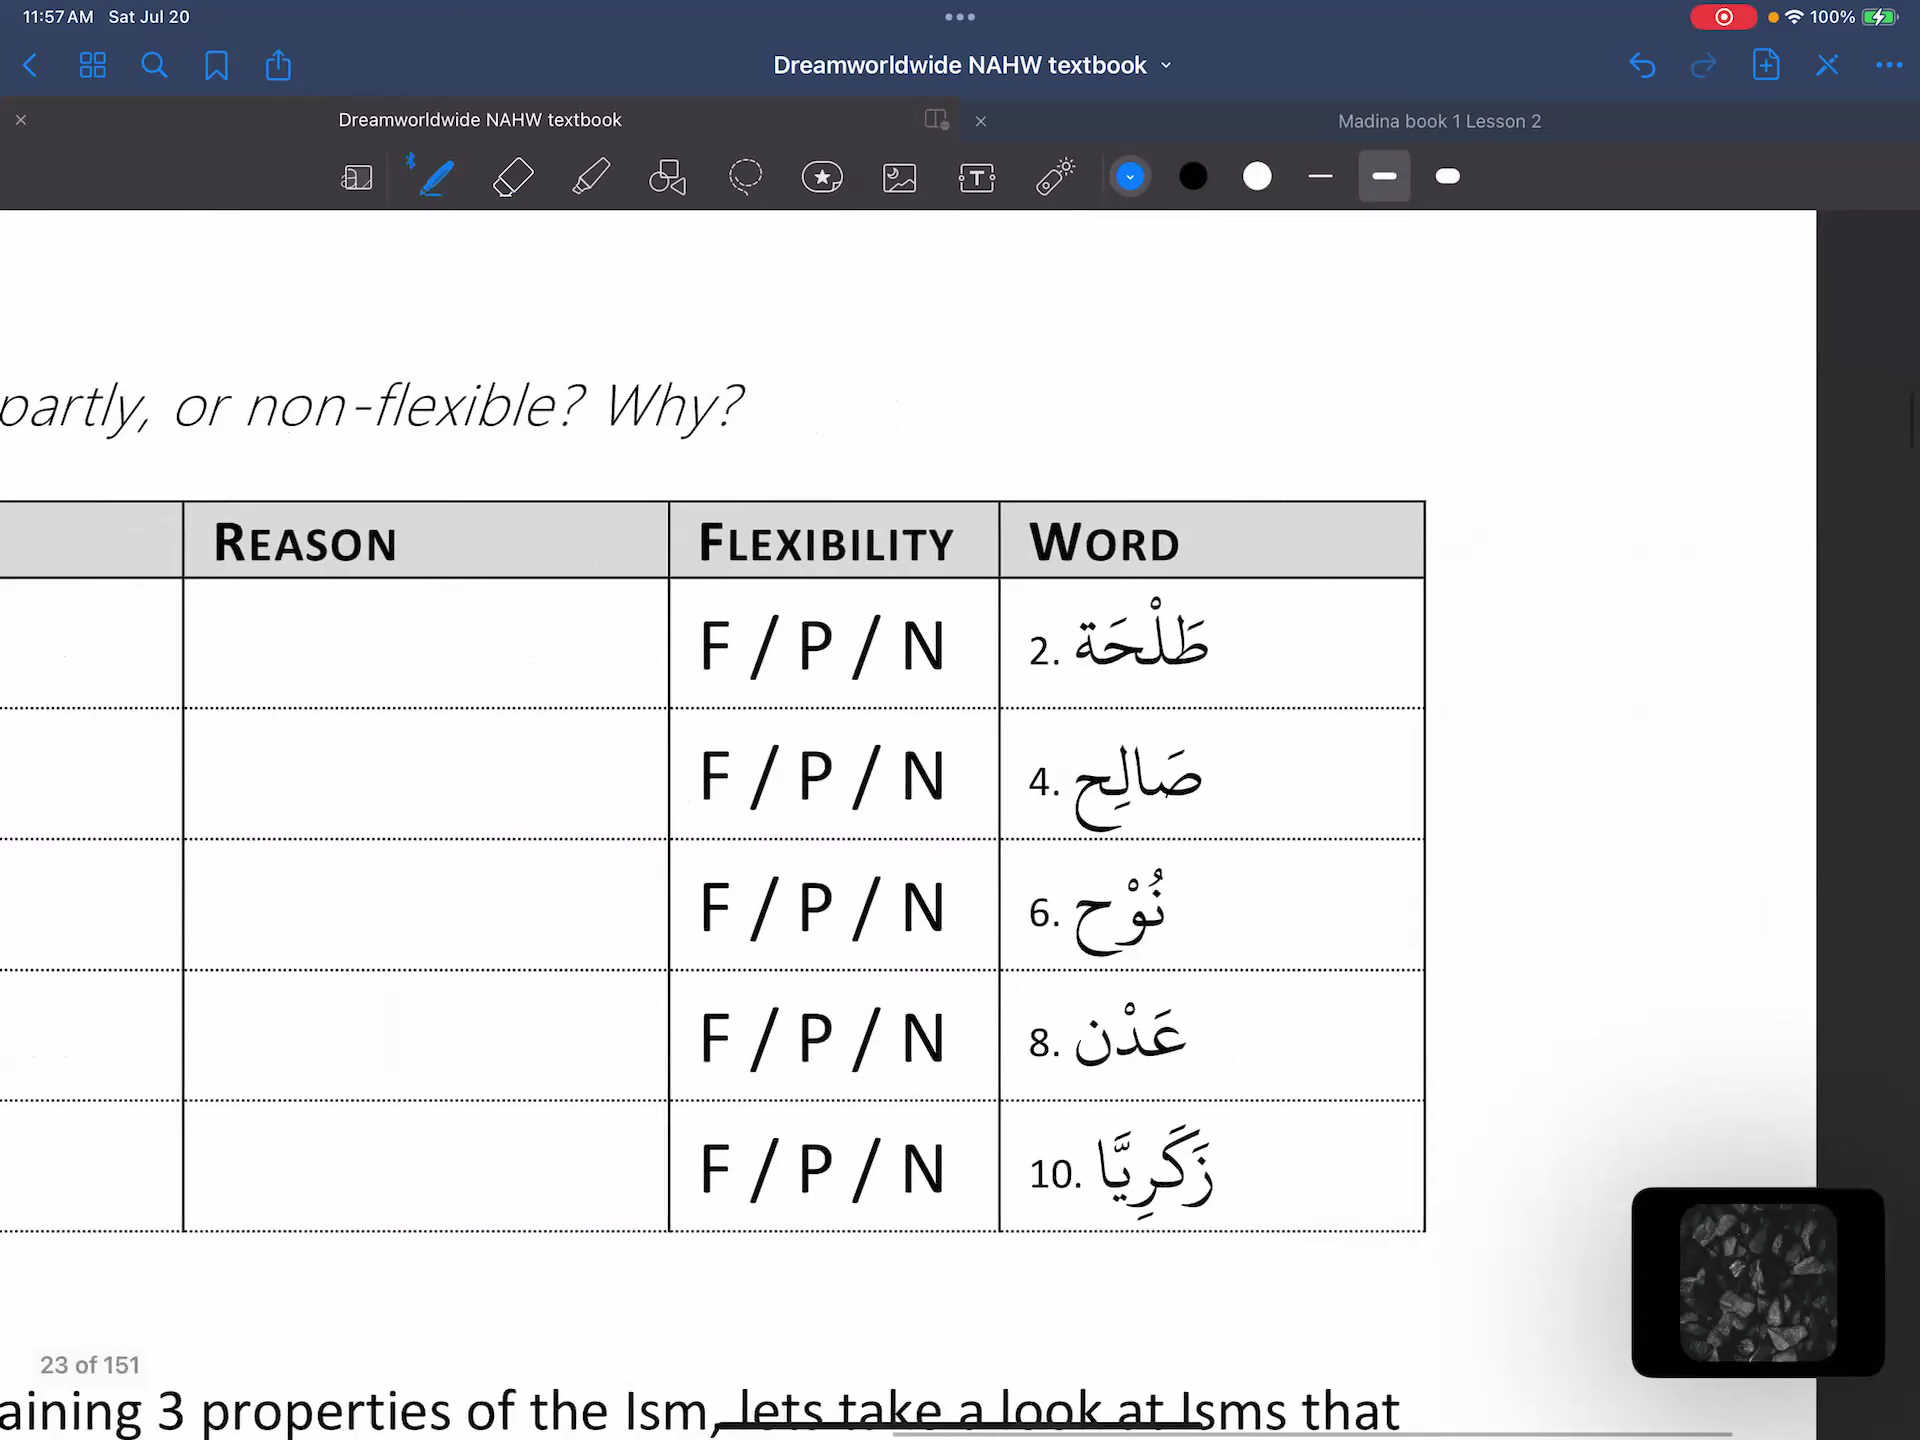 11:57 AM Sat Jul 20
100%
Dreamworldwide NAHW textbook
Dreamworldwide NAHW textbook
Madina book 1 Lesson 2
partly, or non-flexible? Why?
REASON FLEXIBILITY WORD
F / P / N 2. طَلْحَة
F / P / N 4. صَالِح
F / P / N 6. نُوْح
F / P / N 8. عَدْن
F / P / N 10. زَكَرِيَّا
23 of 151
aining 3 properties of the Ism, lets take a look at Isms that